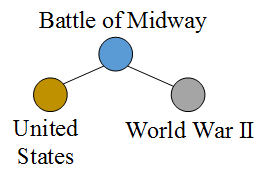 Battle of Midway
United
States
World War II